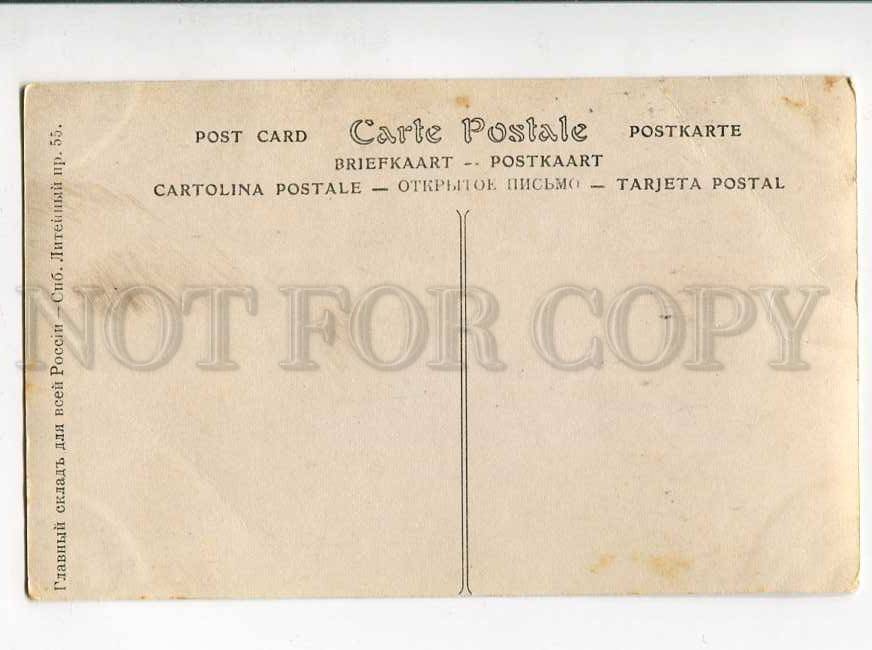 POST CARD Carte Postale POSTKARTE
BRIEFKAART -- POSTKAART
CARTOLINA POSTALE — ОТКРЫТОЕ ПИСЬМО — TARJETA POSTAL
Главный складъ для всей Россіи — Спб. Литейный пр. 55.
NOT FOR COPY